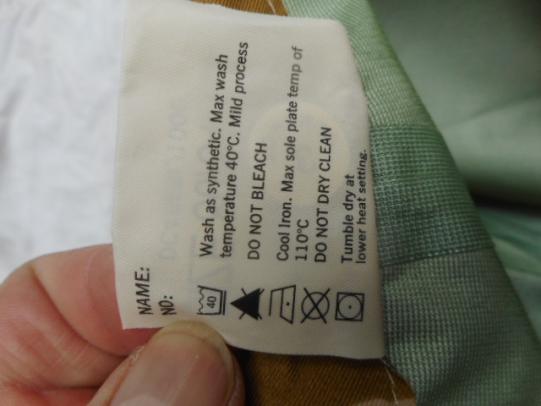 NAME:
NO:
Wash as synthetic. Max wash
temperature 40°C. Mild process
DO NOT BLEACH
Cool Iron. Max sole plate temp of
110°C
DO NOT DRY CLEAN
Tumble dry at
lower heat setting.
40